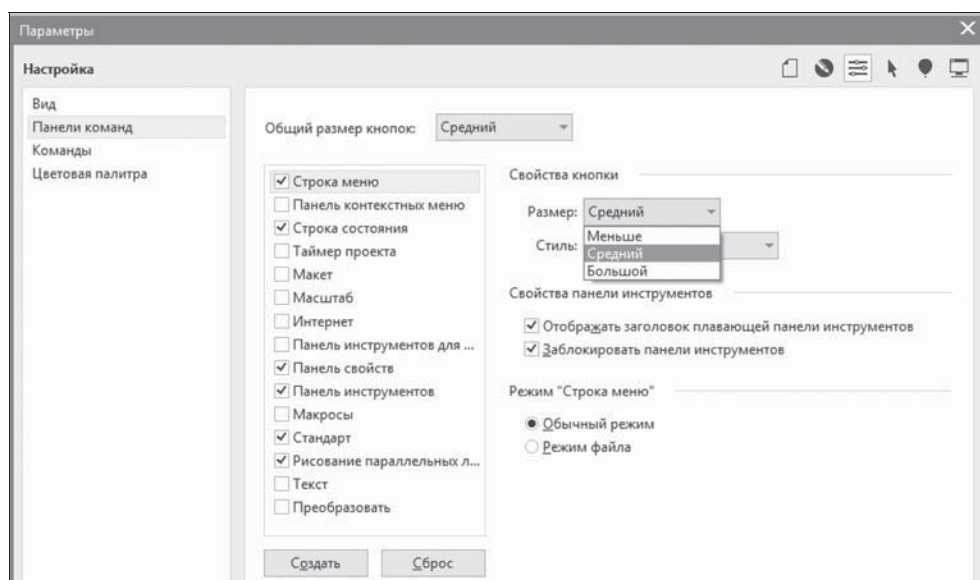 Параметры
Настройка
Вид
Панели команд
Команды
Цветовая палитра
Общий размер кнопок: Средний
Строка меню
Панель контекстных меню
Строка состояния
Таймер проекта
Макет
Масштаб
Интернет
Панель инструментов для ...
Панель свойств
Панель инструментов
Макросы
Стандарт
Рисование параллельных л...
Текст
Преобразовать
Создать
Сброс
Свойства кнопки
Размер: Средний
Стиль:
Меньше
Средний
Большой
Свойства панели инструментов
Отображать заголовок плавающей панели инструментов
Заблокировать панели инструментов
Режим "Строка меню"
Обычный режим
Режим файла